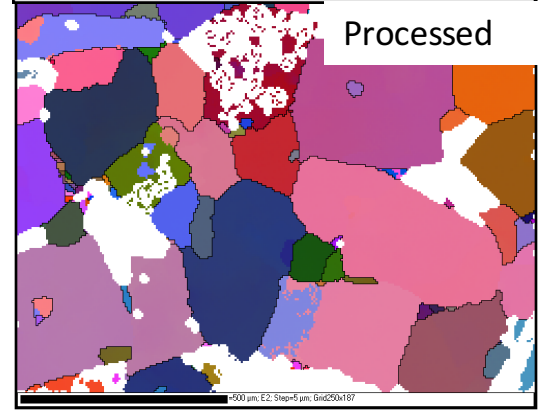 Processed
=500 µm; E2; Step=5 µm; Grid250x187